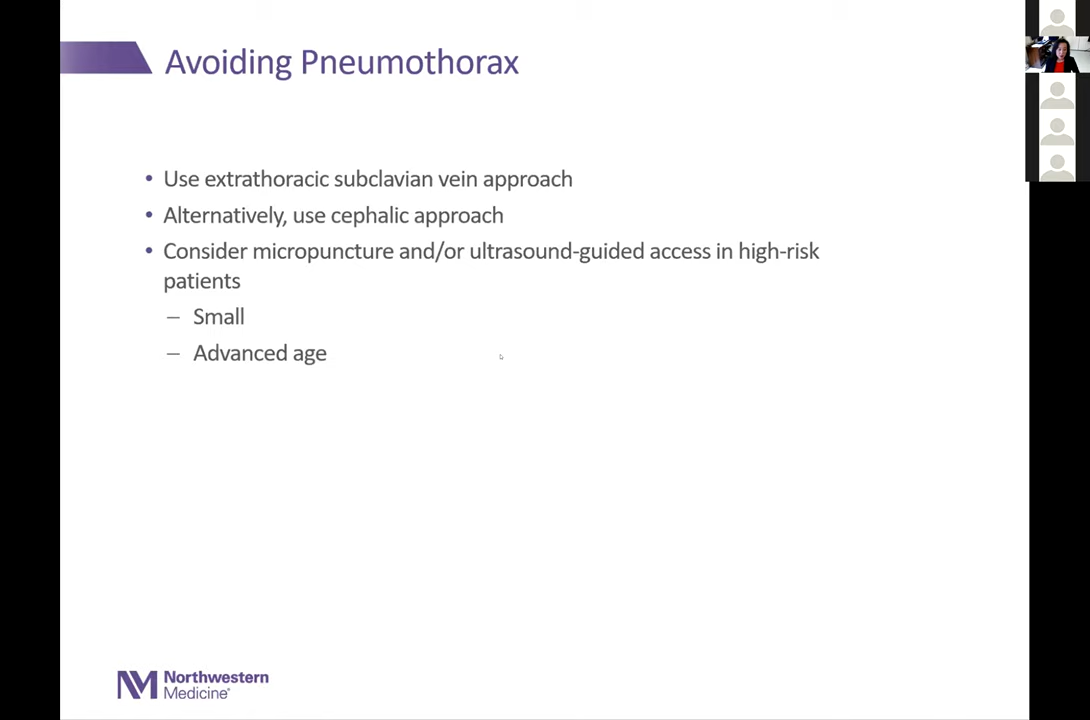 Avoiding Pneumothorax
• Use extrathoracic subclavian vein approach
• Alternatively, use cephalic approach
• Consider micropuncture and/or ultrasound-guided access in high-risk
patients
– Small
– Advanced age
Northwestern
Medicine®